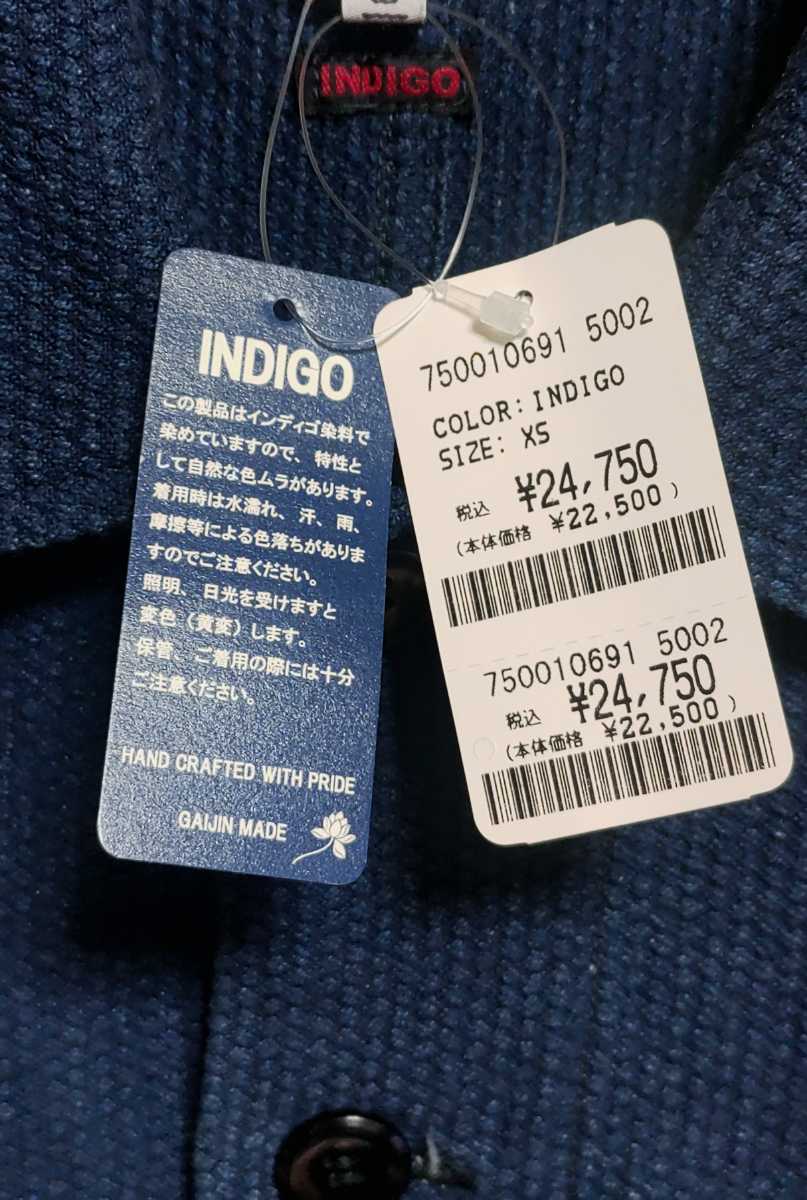 INDIGO
INDIGO
この製品はインディゴ染料で
染めていますので、特性と
して自然な色ムラがあります。
着用時は水濡れ、汗、雨、
摩擦等による色落ちがありま
すのでご注意ください。
照明、日光を受けますと
変色（黄変）します。
保管、ご着用の際には十分
ご注意ください。
HAND CRAFTED WITH PRIDE
GAIJIN MADE
750010691 5002
COLOR:INDIGO
SIZE: XS
税込 ¥24,750
(本体価格 ¥22,500)
750010691 5002
税込 ¥24,750
(本体価格 ¥22,500)